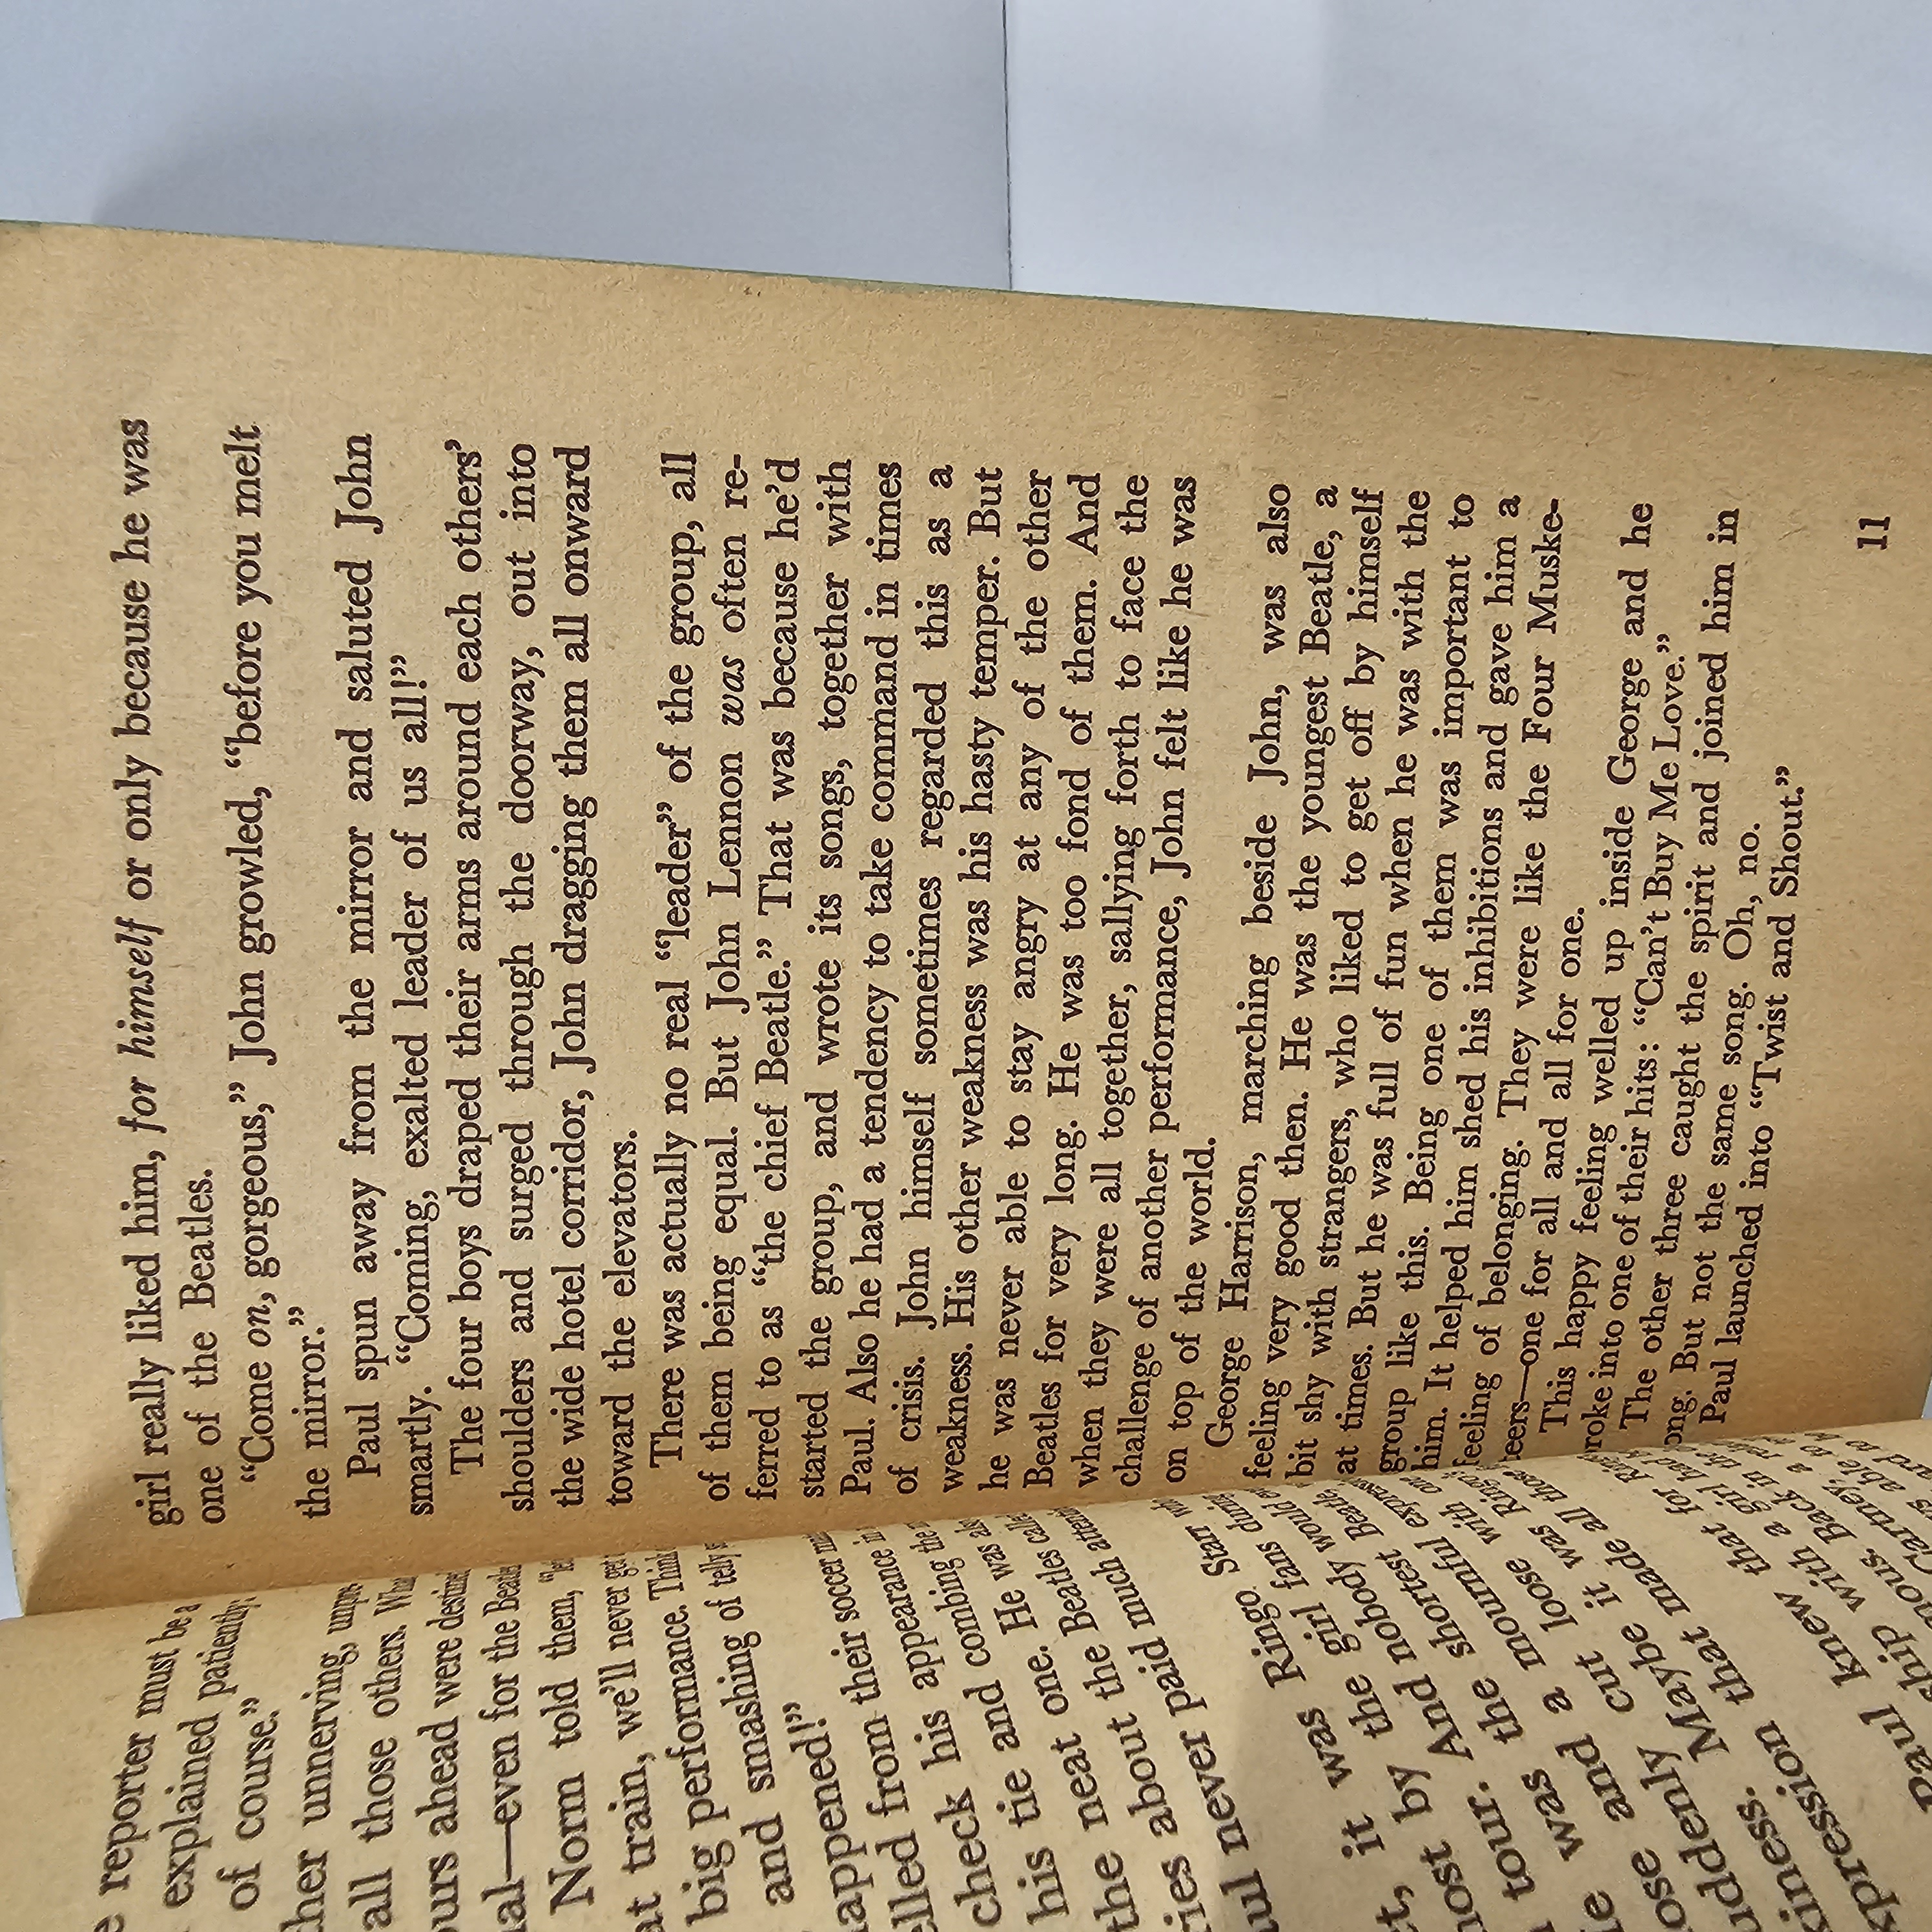 e reporter must be a
explained patiently:
of course."
ther unnerving, unpre-
all those others. What
ours ahead were destined
ial—even for the Beatles
Norm told them, "let
at train, we'll never get
big performance. Think
and smashing of telly
happened!"
elled from their soccer
check his appearance in
his tie and combing the
the neat one. He was also
ries about the Beatles called
aul never paid much attention
ct, it was Ringo Starr who
most by the girl fans during
tour. And nobody would
He was the shortest Beatle,
ose and a mournful expression
uddenly cut loose with one
kiness. Maybe it was Ringo's
xpression that made all those
Paul knew that for Ringo
ship with a girl had
mous. Back in the
Cartney, a
able to
girl really liked him, for himself or only because he was
one of the Beatles.
"Come on, gorgeous," John growled, "before you melt
the mirror."
Paul spun away from the mirror and saluted John
smartly. "Coming, exalted leader of us all!"
The four boys draped their arms around each others'
shoulders and surged through the doorway, out into
the wide hotel corridor, John dragging them all onward
toward the elevators.
There was actually no real "leader" of the group, all
of them being equal. But John Lennon was often re-
ferred to as "the chief Beatle." That was because he'd
started the group, and wrote its songs, together with
Paul. Also he had a tendency to take command in times
of crisis. John himself sometimes regarded this as a
weakness. His other weakness was his hasty temper. But
he was never able to stay angry at any of the other
Beatles for very long. He was too fond of them. And
when they were all together, sallying forth to face the
challenge of another performance, John felt like he was
on top of the world.
George Harrison, marching beside John, was also
feeling very good then. He was the youngest Beatle, a
bit shy with strangers, who liked to get off by himself
at times. But he was full of fun when he was with the
group like this. Being one of them was important to
him. It helped him shed his inhibitions and gave him a
feeling of belonging. They were like the Four Muske-
teers—one for all and all for one.
This happy feeling welled up inside George and he
roke into one of their hits: "Can't Buy Me Love."
The other three caught the spirit and joined him in
ong. But not the same song. Oh, no.
Paul launched into "Twist and Shout."
11